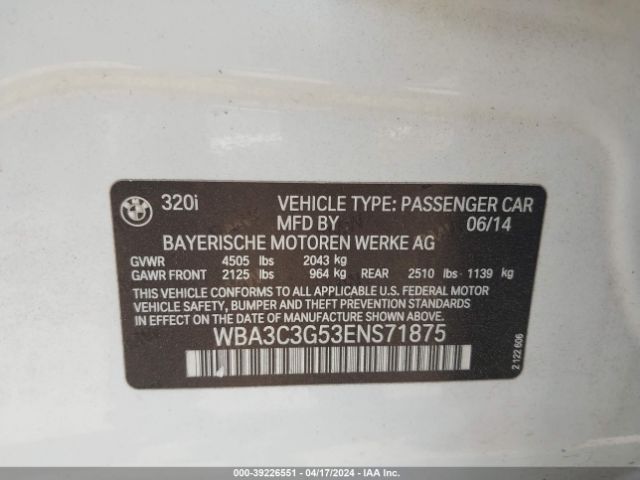 BMW
320i VEHICLE TYPE: PASSENGER CAR
MFD BY 06/14
BAYERISCHE MOTOREN WERKE AG
GVWR 4505 lbs 2043 kg
GAWR FRONT 2125 lbs 964 kg REAR 2510 lbs - 1139 kg
THIS VEHICLE CONFORMS TO ALL APPLICABLE U.S. FEDERAL MOTOR
VEHICLE SAFETY, BUMPER, AND THEFT PREVENTION STANDARDS IN
EFFECT ON THE DATE OF MANUFACTURE SHOWN ABOVE.
WBA3C3G53ENS71875
2 122 606
000-39226551 - 04/17/2024 - IAA Inc.